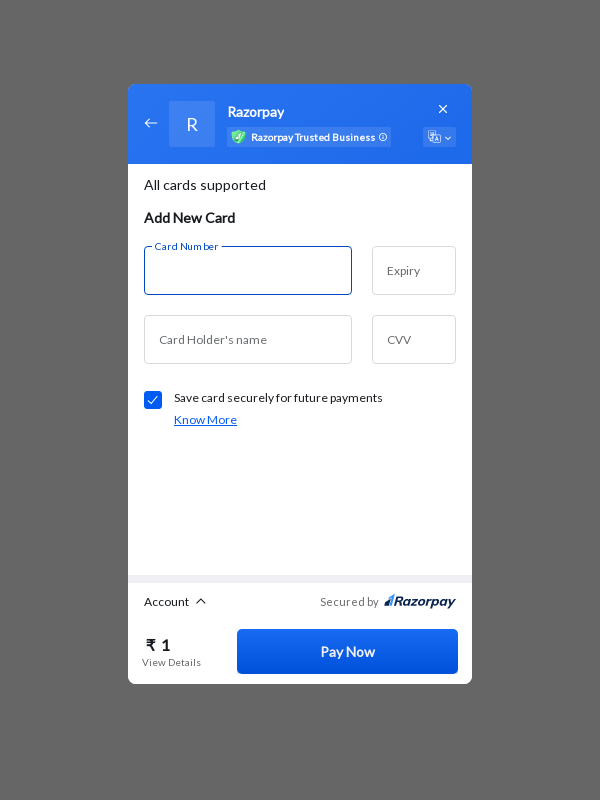 R
Razorpay
Razorpay Trusted Business
All cards supported
Add New Card
Card Number
Expiry
Card Holder's name
CVV
Save card securely for future payments
Know More
Account
Secured by Razorpay
₹ 1
View Details
Pay Now